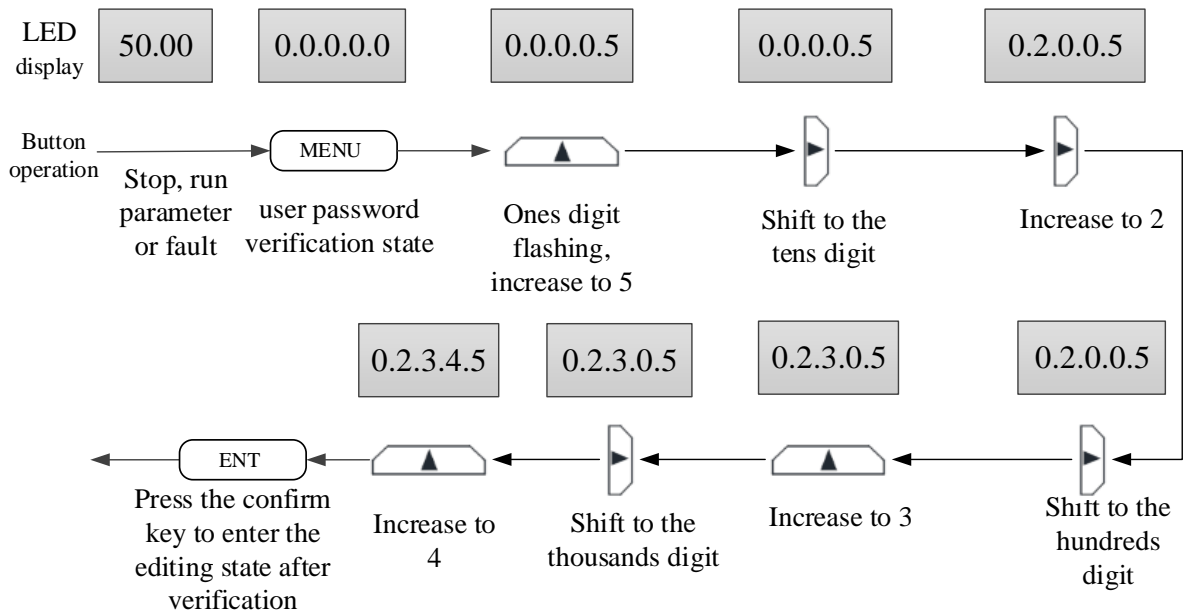 LED
display
50.00
0.0.0.0.0
0.0.0.0.5
0.0.0.0.5
0.2.0.0.5
Button
operation
MENU
Stop, run
parameter
or fault
user password
verification state
Ones digit
flashing,
increase to 5
Shift to the
tens digit
Increase to 2
0.2.3.4.5
0.2.3.0.5
0.2.3.0.5
0.2.0.0.5
ENT
Press the confirm
key to enter the
editing state after
verification
Increase to
4
Shift to the
thousands digit
Increase to 3
Shift to the
hundreds
digit